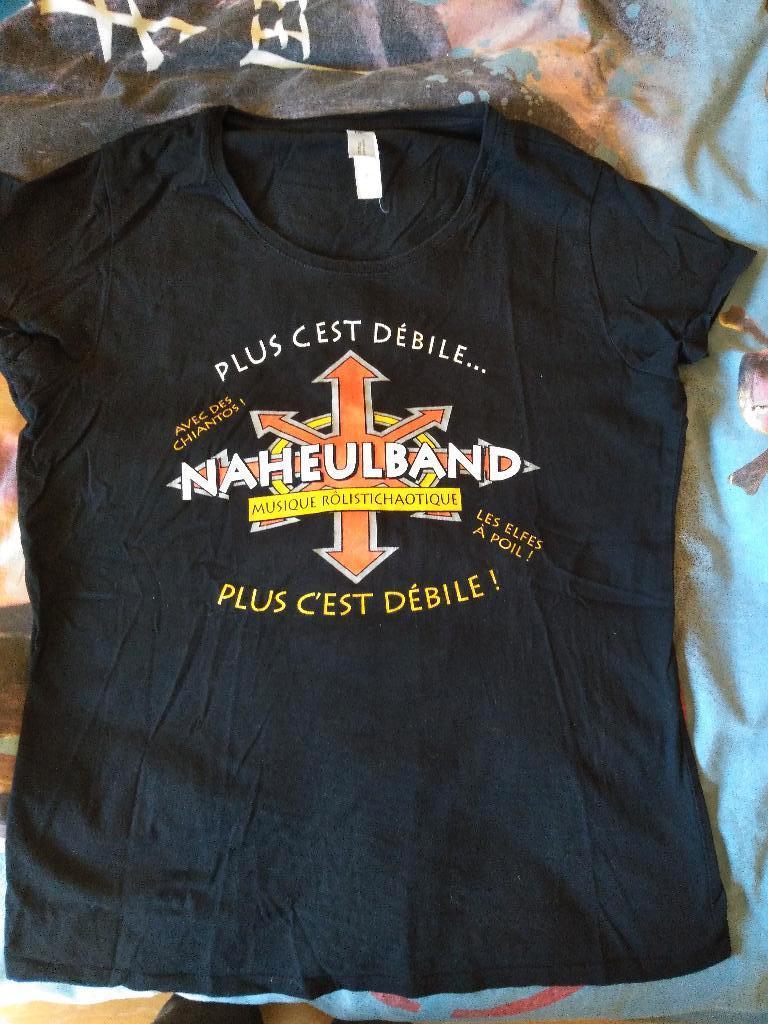 PLUS C'EST DÉBILE...
AVEC DES
CHIANTOS !
NAHEULBAND
MUSIQUE RÔLISTICHAOTIQUE
LES ELFES
À POIL !
PLUS C'EST DÉBILE !